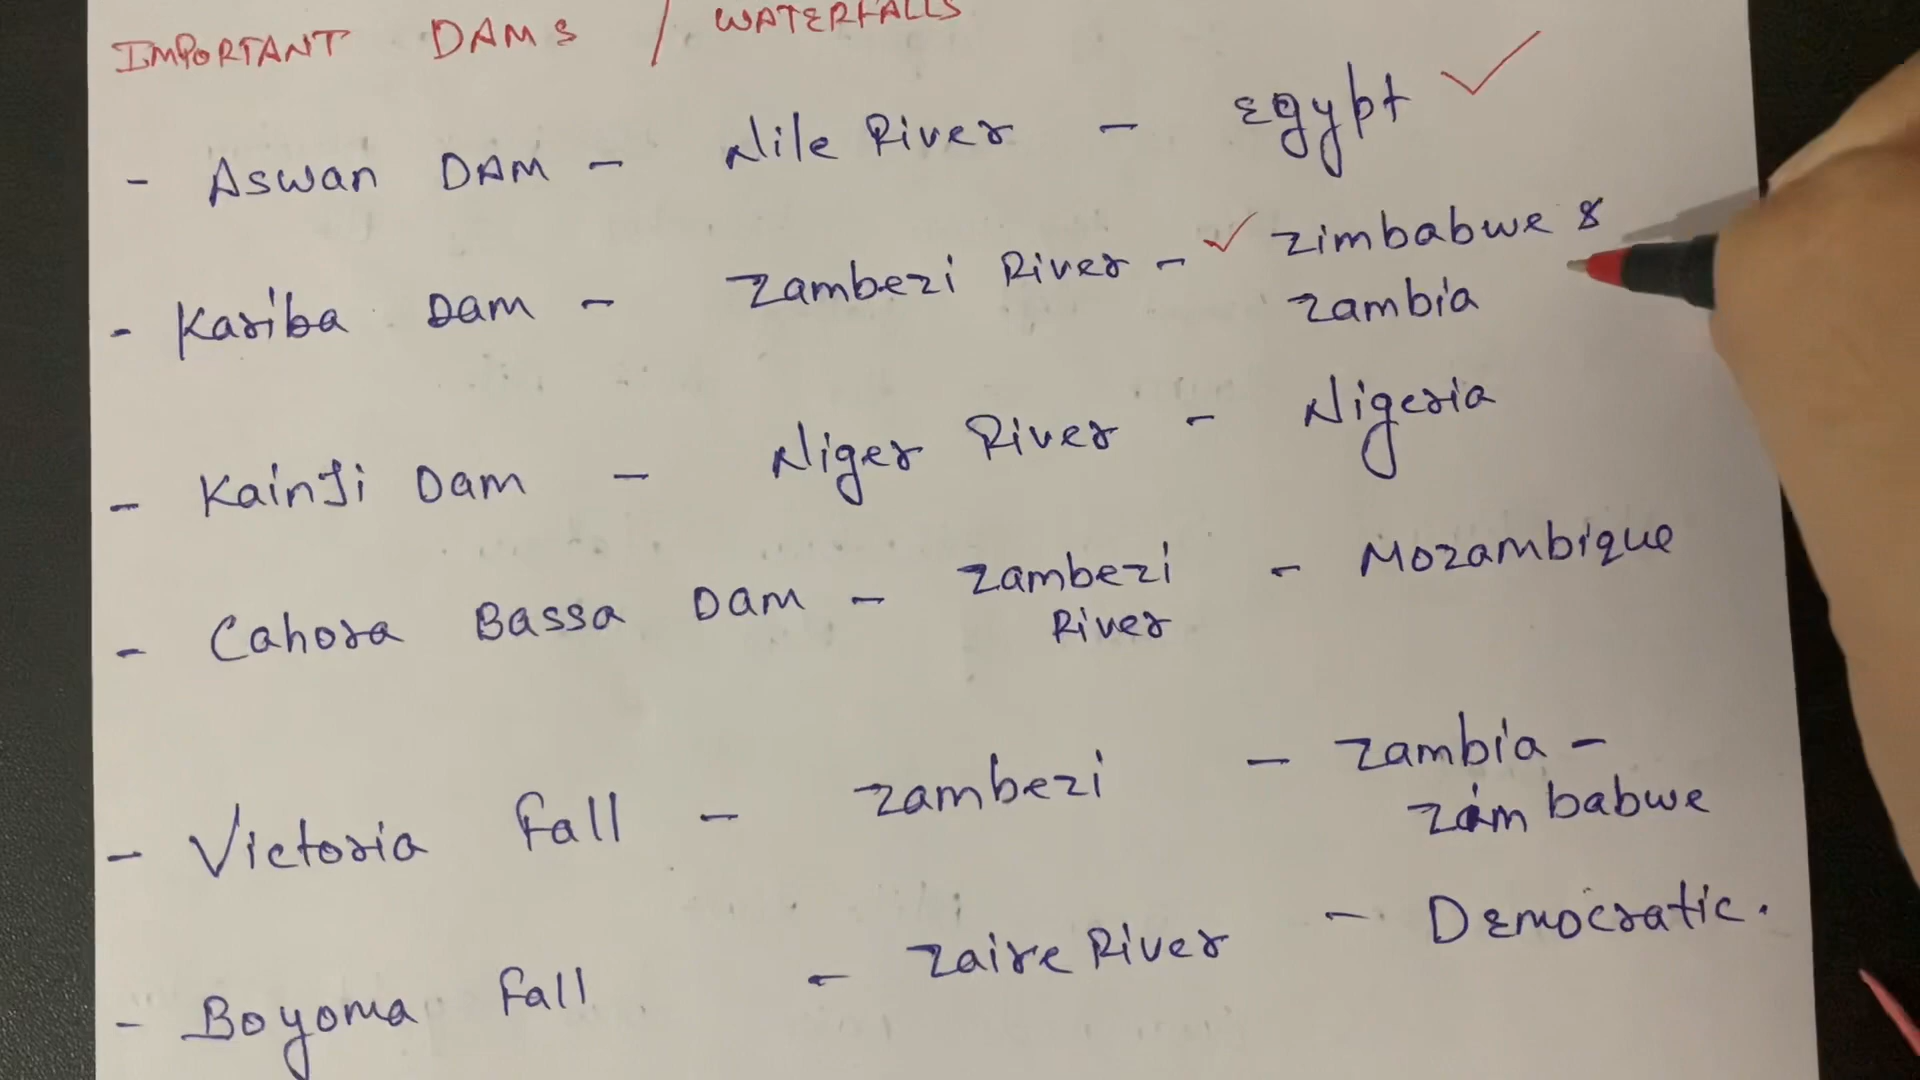 IMPORTANT DAMS / WATERFALLS
- Aswan DAM - Nile River - Egypt ✓
- Kariba Dam - Zambezi River - ✓ Zimbabwe &
Zambia
- KainJi Dam - Niger River - Nigeria
- Cahora Bassa Dam - Zambezi - Mozambique
River
- Victoria Fall - Zambezi - Zambia -
Zimbabwe
- Boyoma Fall - Zaire River - Democratic.